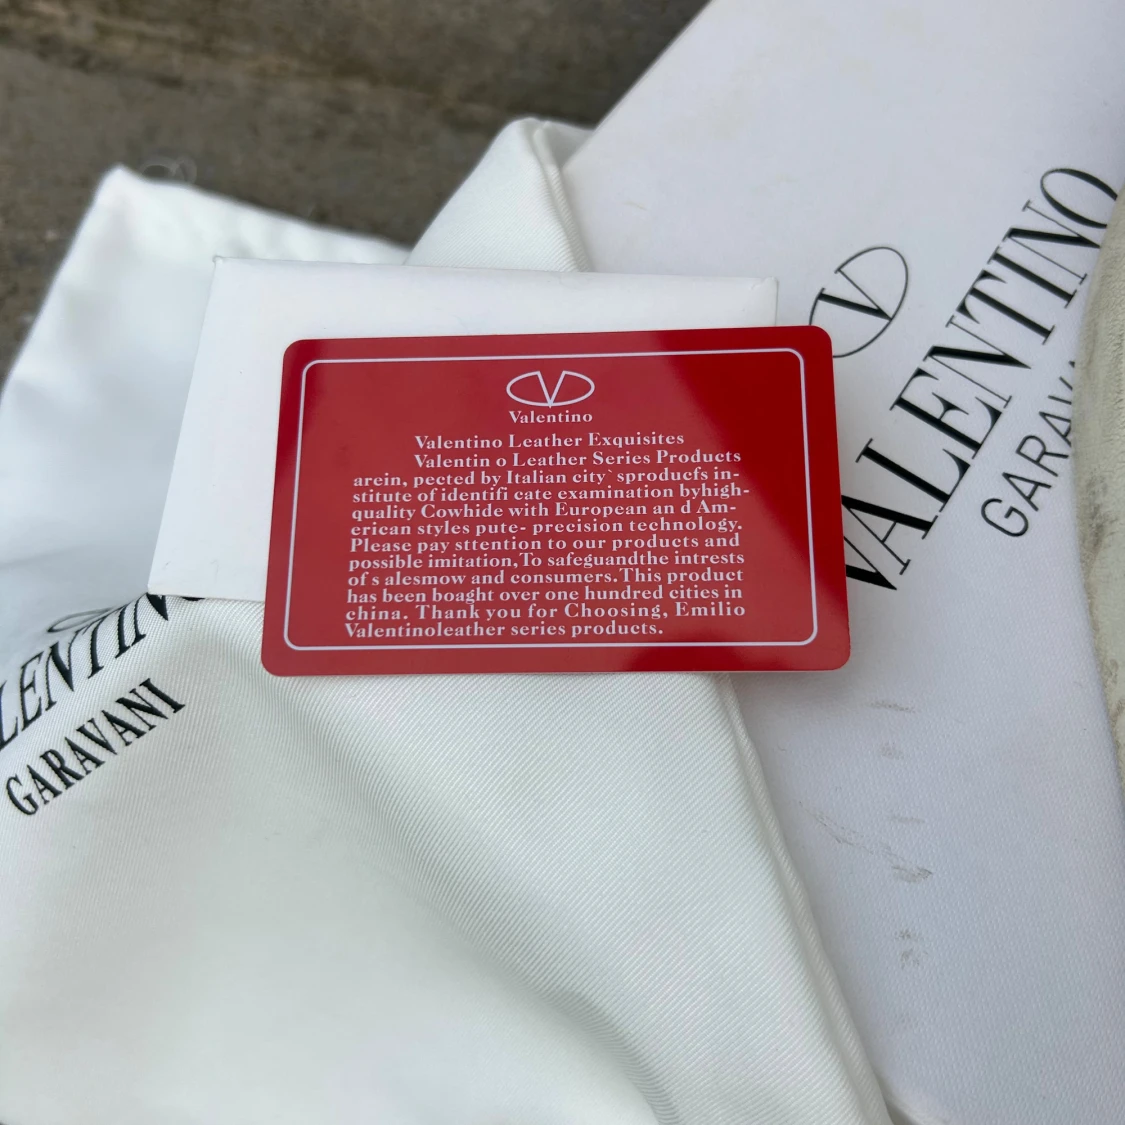 V
VALENTINO
GARAVA
V
Valentino
Valentino Leather Exquisites
Valentin o Leather Series Products
arein, pected by Italian city`sproducfs in-
stitute of identifi cate examination byhigh-
quality Cowhide with European an d Am-
erican styles pute- precision technology.
Please pay sttention to our products and
possible imitation,To safeguandthe intrests
of s alesmow and consumers.This product
has been boaght over one hundred cities in
china. Thank you for Choosing, Emilio
Valentinoleather series products.
LENTIN
GARAVANI